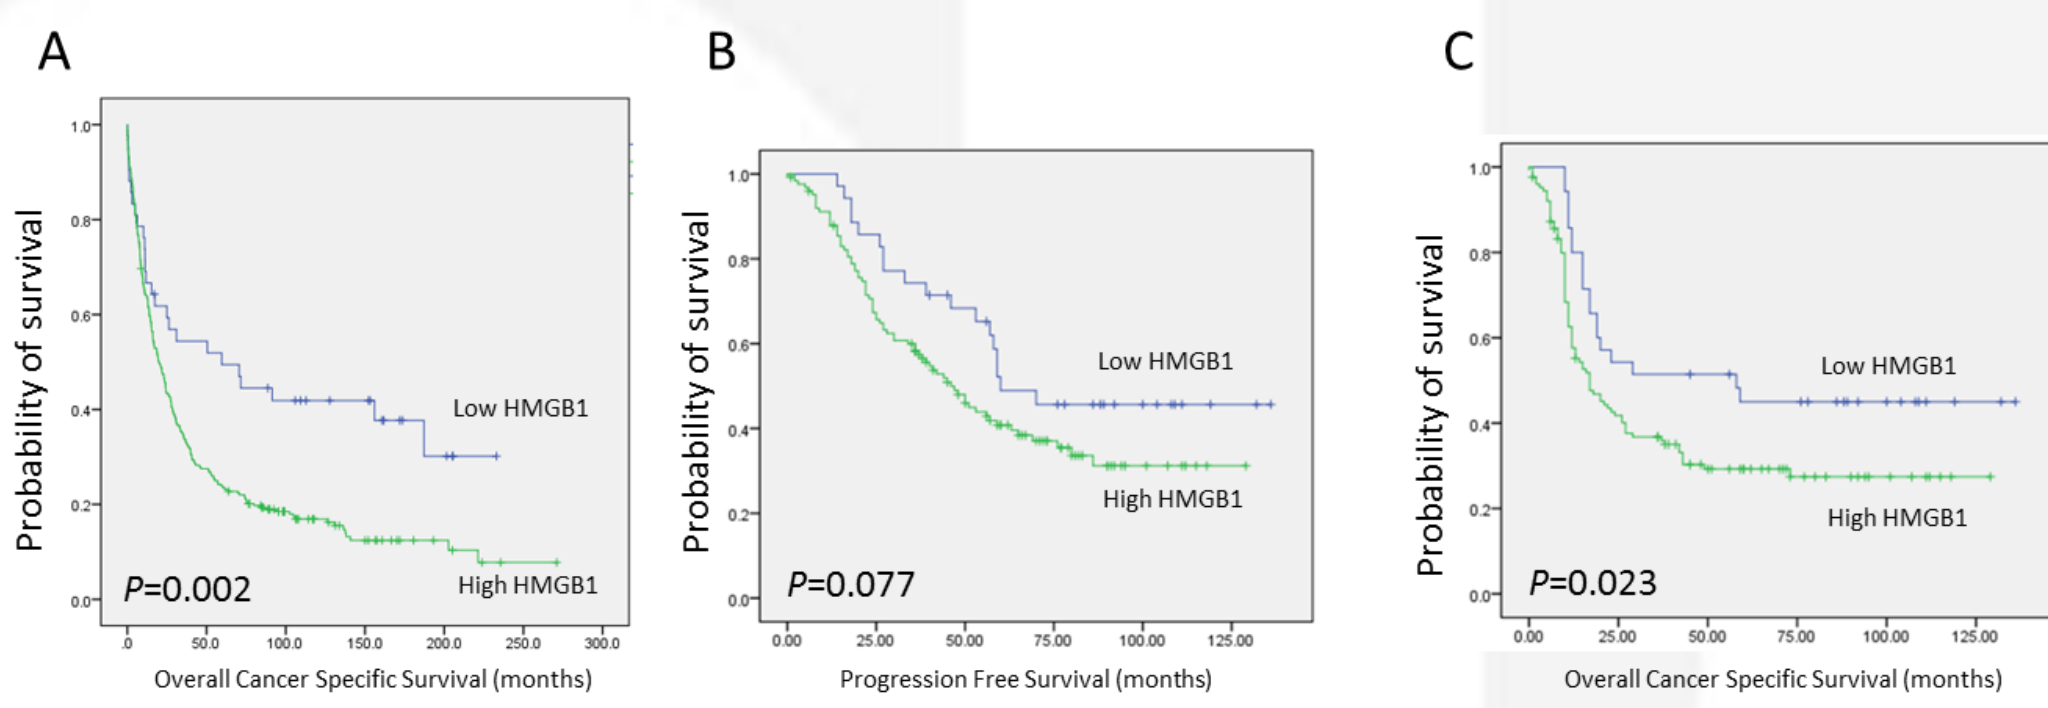 A
Probability of survival
1.0
0.8
0.6
0.4
0.2
0.0
Low HMGB1
High HMGB1
P=0.002
.0 50.0 100.0 150.0 200.0 250.0 300.0
Overall Cancer Specific Survival (months)
B
Probability of survival
1.0
0.8
0.6
0.4
0.2
0.0
Low HMGB1
High HMGB1
P=0.077
0.00 25.00 50.00 75.00 100.00 125.00
Progression Free Survival (months)
C
Probability of survival
1.0
0.8
0.6
0.4
0.2
0.0
Low HMGB1
High HMGB1
P=0.023
0.00 25.00 50.00 75.00 100.00 125.00
Overall Cancer Specific Survival (months)